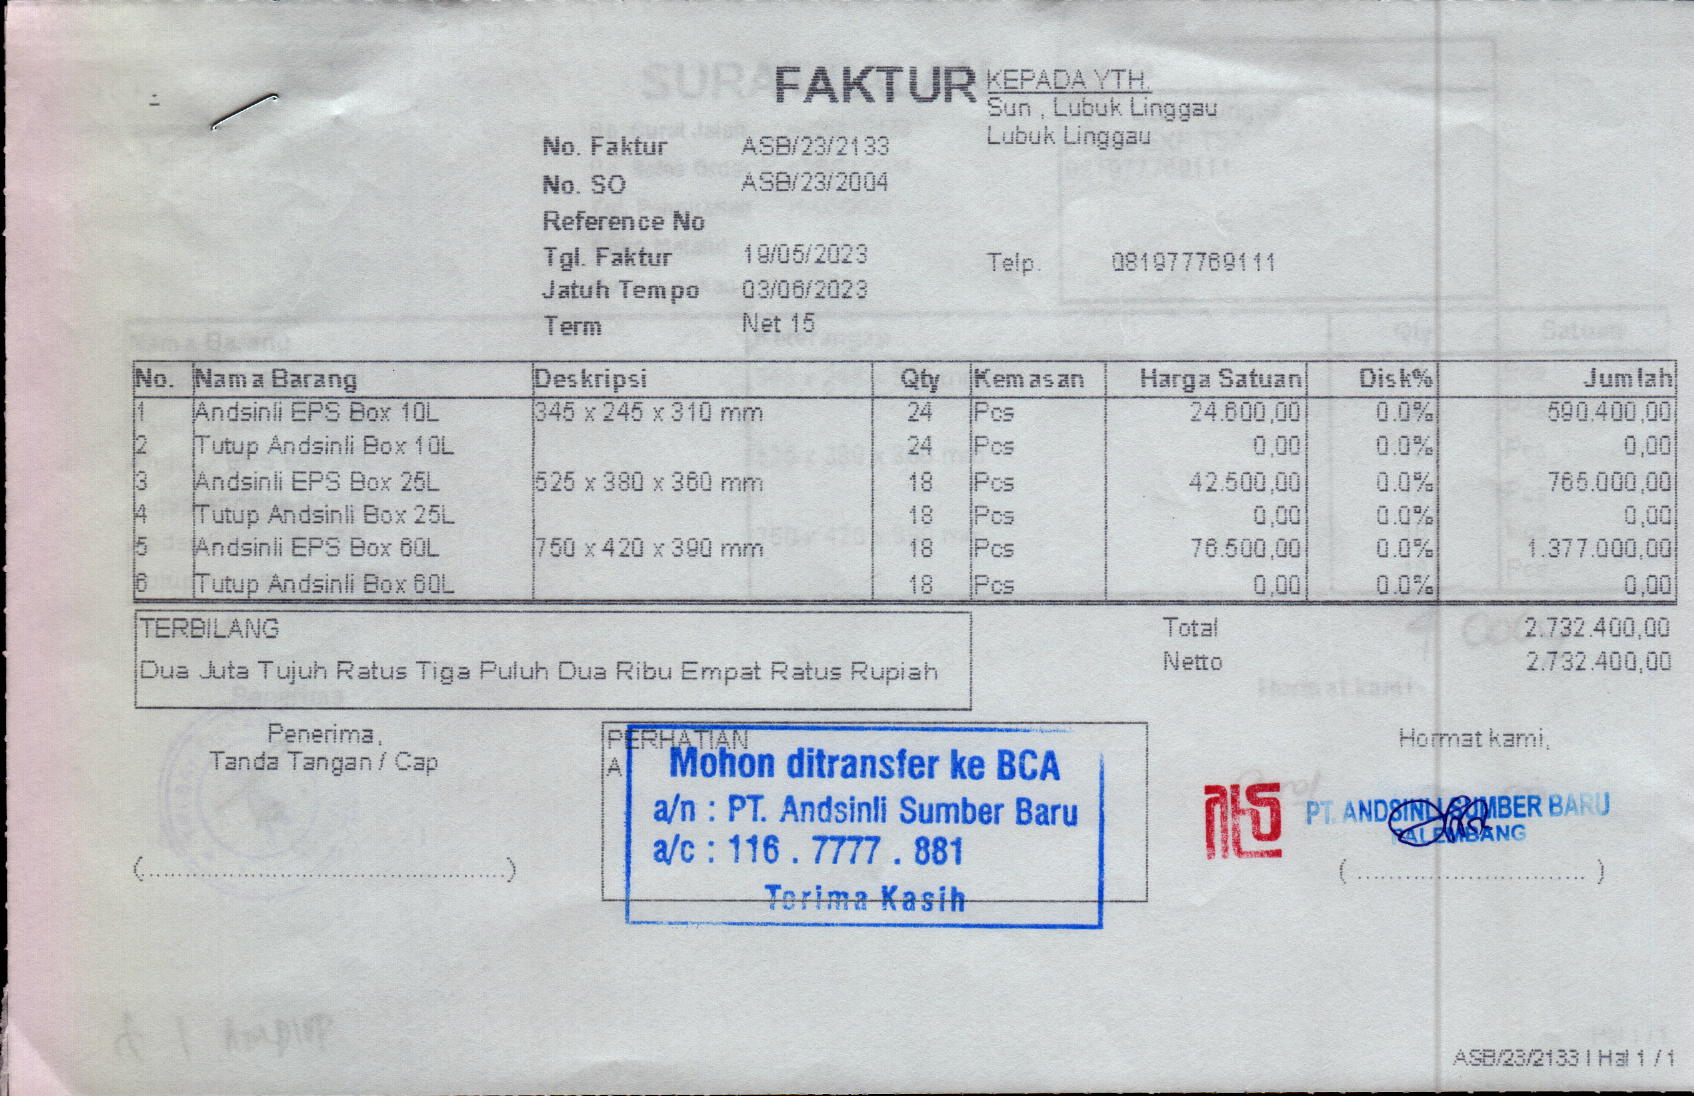 FAKTUR
KEPADA YTH.
Sun , Lubuk Linggau
Lubuk Linggau
No. Faktur ASB/23/2133
No. SO ASB/23/2004
Reference No
Tgl. Faktur 19/05/2023
Telp. 081977769111
Jatuh Tempo 03/06/2023
Term Net 15
No. Nama Barang Deskripsi Qty Kemasan Harga Satuan Disk% Jumlah
1 Andsinli EPS Box 10L 345 x 245 x 310 mm 24 Pcs 24.600,00 0.0% 590.400,00
2 Tutup Andsinli Box 10L 24 Pcs 0,00 0.0% 0,00
3 Andsinli EPS Box 25L 525 x 380 x 360 mm 18 Pcs 42.500,00 0.0% 765.000,00
4 Tutup Andsinli Box 25L 18 Pcs 0,00 0.0% 0,00
5 Andsinli EPS Box 60L 750 x 420 x 390 mm 18 Pcs 76.500,00 0.0% 1.377.000,00
6 Tutup Andsinli Box 60L 18 Pcs 0,00 0.0% 0,00
TERBILANG
Dua Juta Tujuh Ratus Tiga Puluh Dua Ribu Empat Ratus Rupiah
Total 2.732.400,00
Netto 2.732.400,00
Penerima,
Tanda Tangan / Cap
(................................................)
PERHATIAN
A
Mohon ditransfer ke BCA
a/n : PT. Andsinli Sumber Baru
a/c : 116 . 7777 . 881
Terima Kasih
Hormat kami,
PT. ANDSINLI SUMBER BARU
PALEMBANG
( .............................. )
ASB/23/2133 I Hal 1 / 1